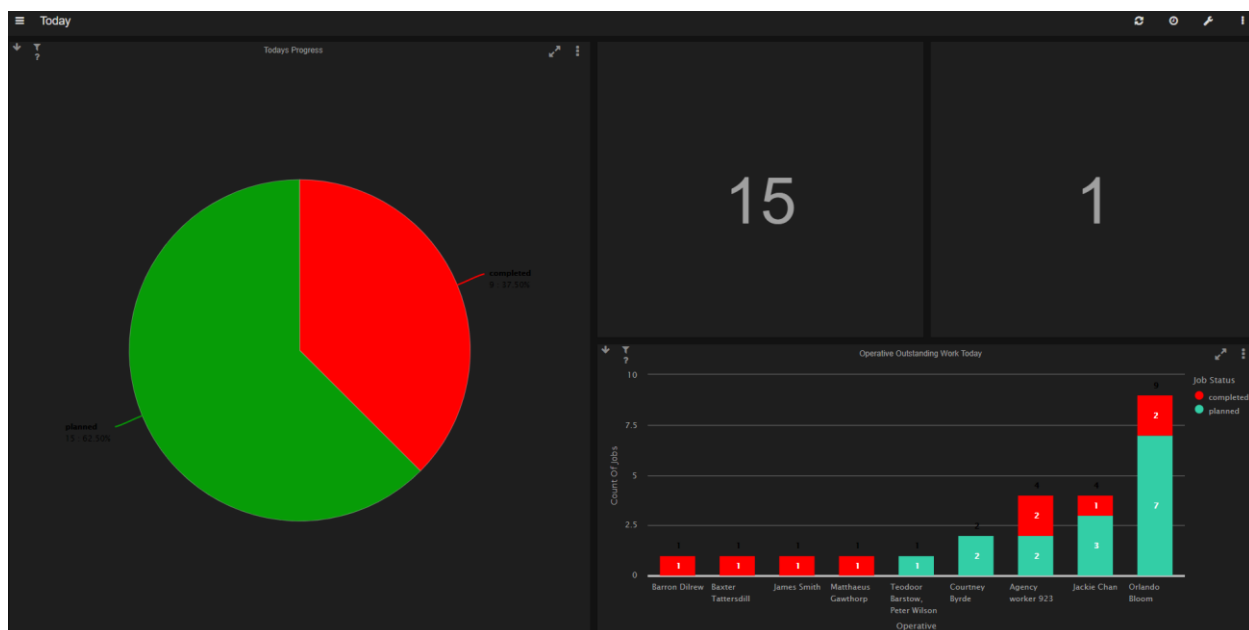 Today
Todays Progress
?
completed
9 : 37.50%
planned
15 : 62.50%
15
1
Operative Outstanding Work Today
?
Job Status
completed
planned
Count Of Jobs
10
7.5
5
2.5
0
1
1
1
1
1
2
4
4
9
1
1
1
1
1
2
2
2
1
3
2
7
Barron Dilrew
Baxter
Tattersdill
James Smith
Matthaeus
Gawthorp
Teodoor
Barstow,
Peter Wilson
Courtney
Byrde
Agency
worker 923
Jackie Chan
Orlando
Bloom
Operative